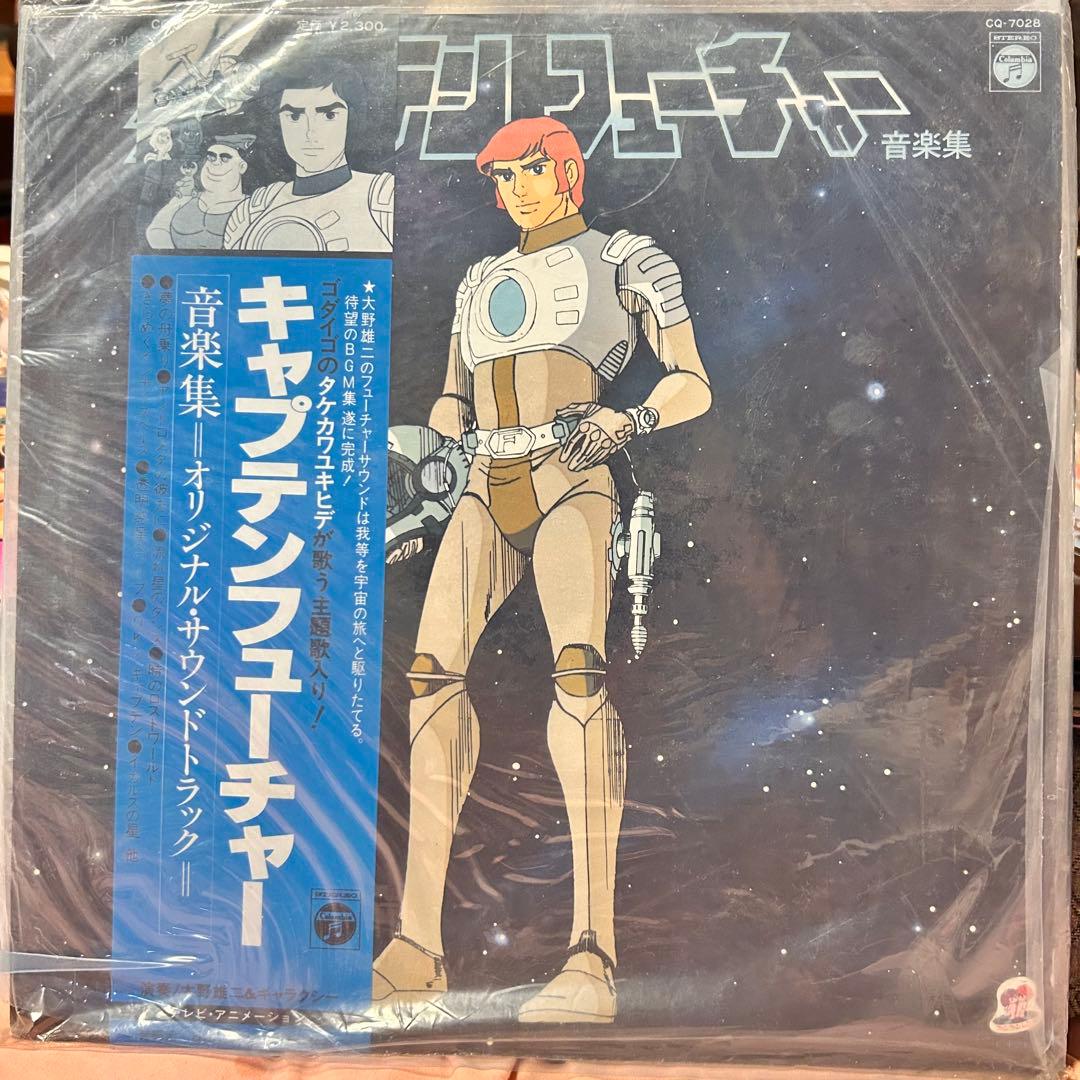 定価 ¥2,300
CQ-7028
STEREO
Columbia
テンフューチャー
音楽集
★大野雄二のフューチャーサウンドは我等を宇宙の旅へと駆りたてる。
待望のBGM集 遂に完成!
ゴダイゴのタケカワユキヒデが歌う主題歌入り!
キャプテンフューチャー
音楽集=オリジナル・サウンドトラック=
●夢の舟乗り
●時のロストワールド
●イカルスの星 他
Columbia
演奏/大野雄二&ギャラクシー
テレビ・アニメーション